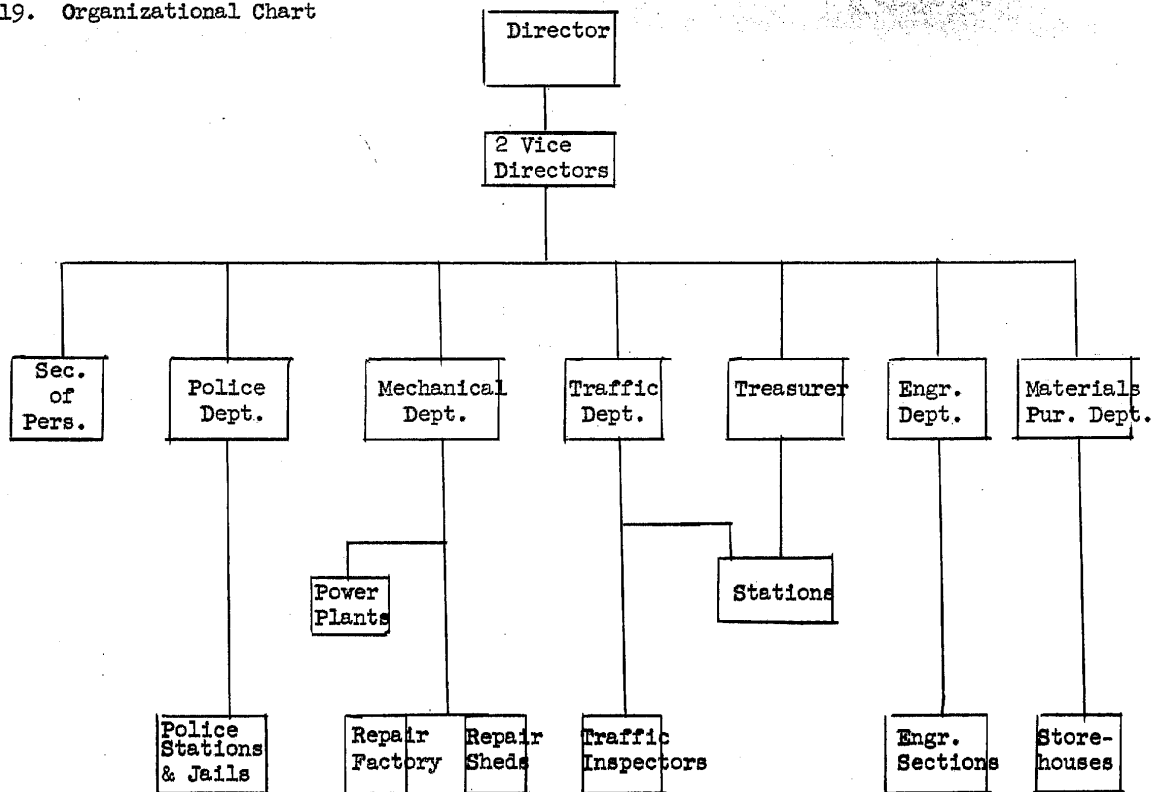 19. Organizational Chart
Director
2 Vice
Directors
Sec.
of
Pers.
Police
Dept.
Mechanical
Dept.
Traffic
Dept.
Treasurer
Engr.
Dept.
Materials
Pur. Dept.
Power
Plants
Stations
Police
Stations
& Jails
Repair
Factory
Repair
Sheds
Traffic
Inspectors
Engr.
Sections
Store-
houses